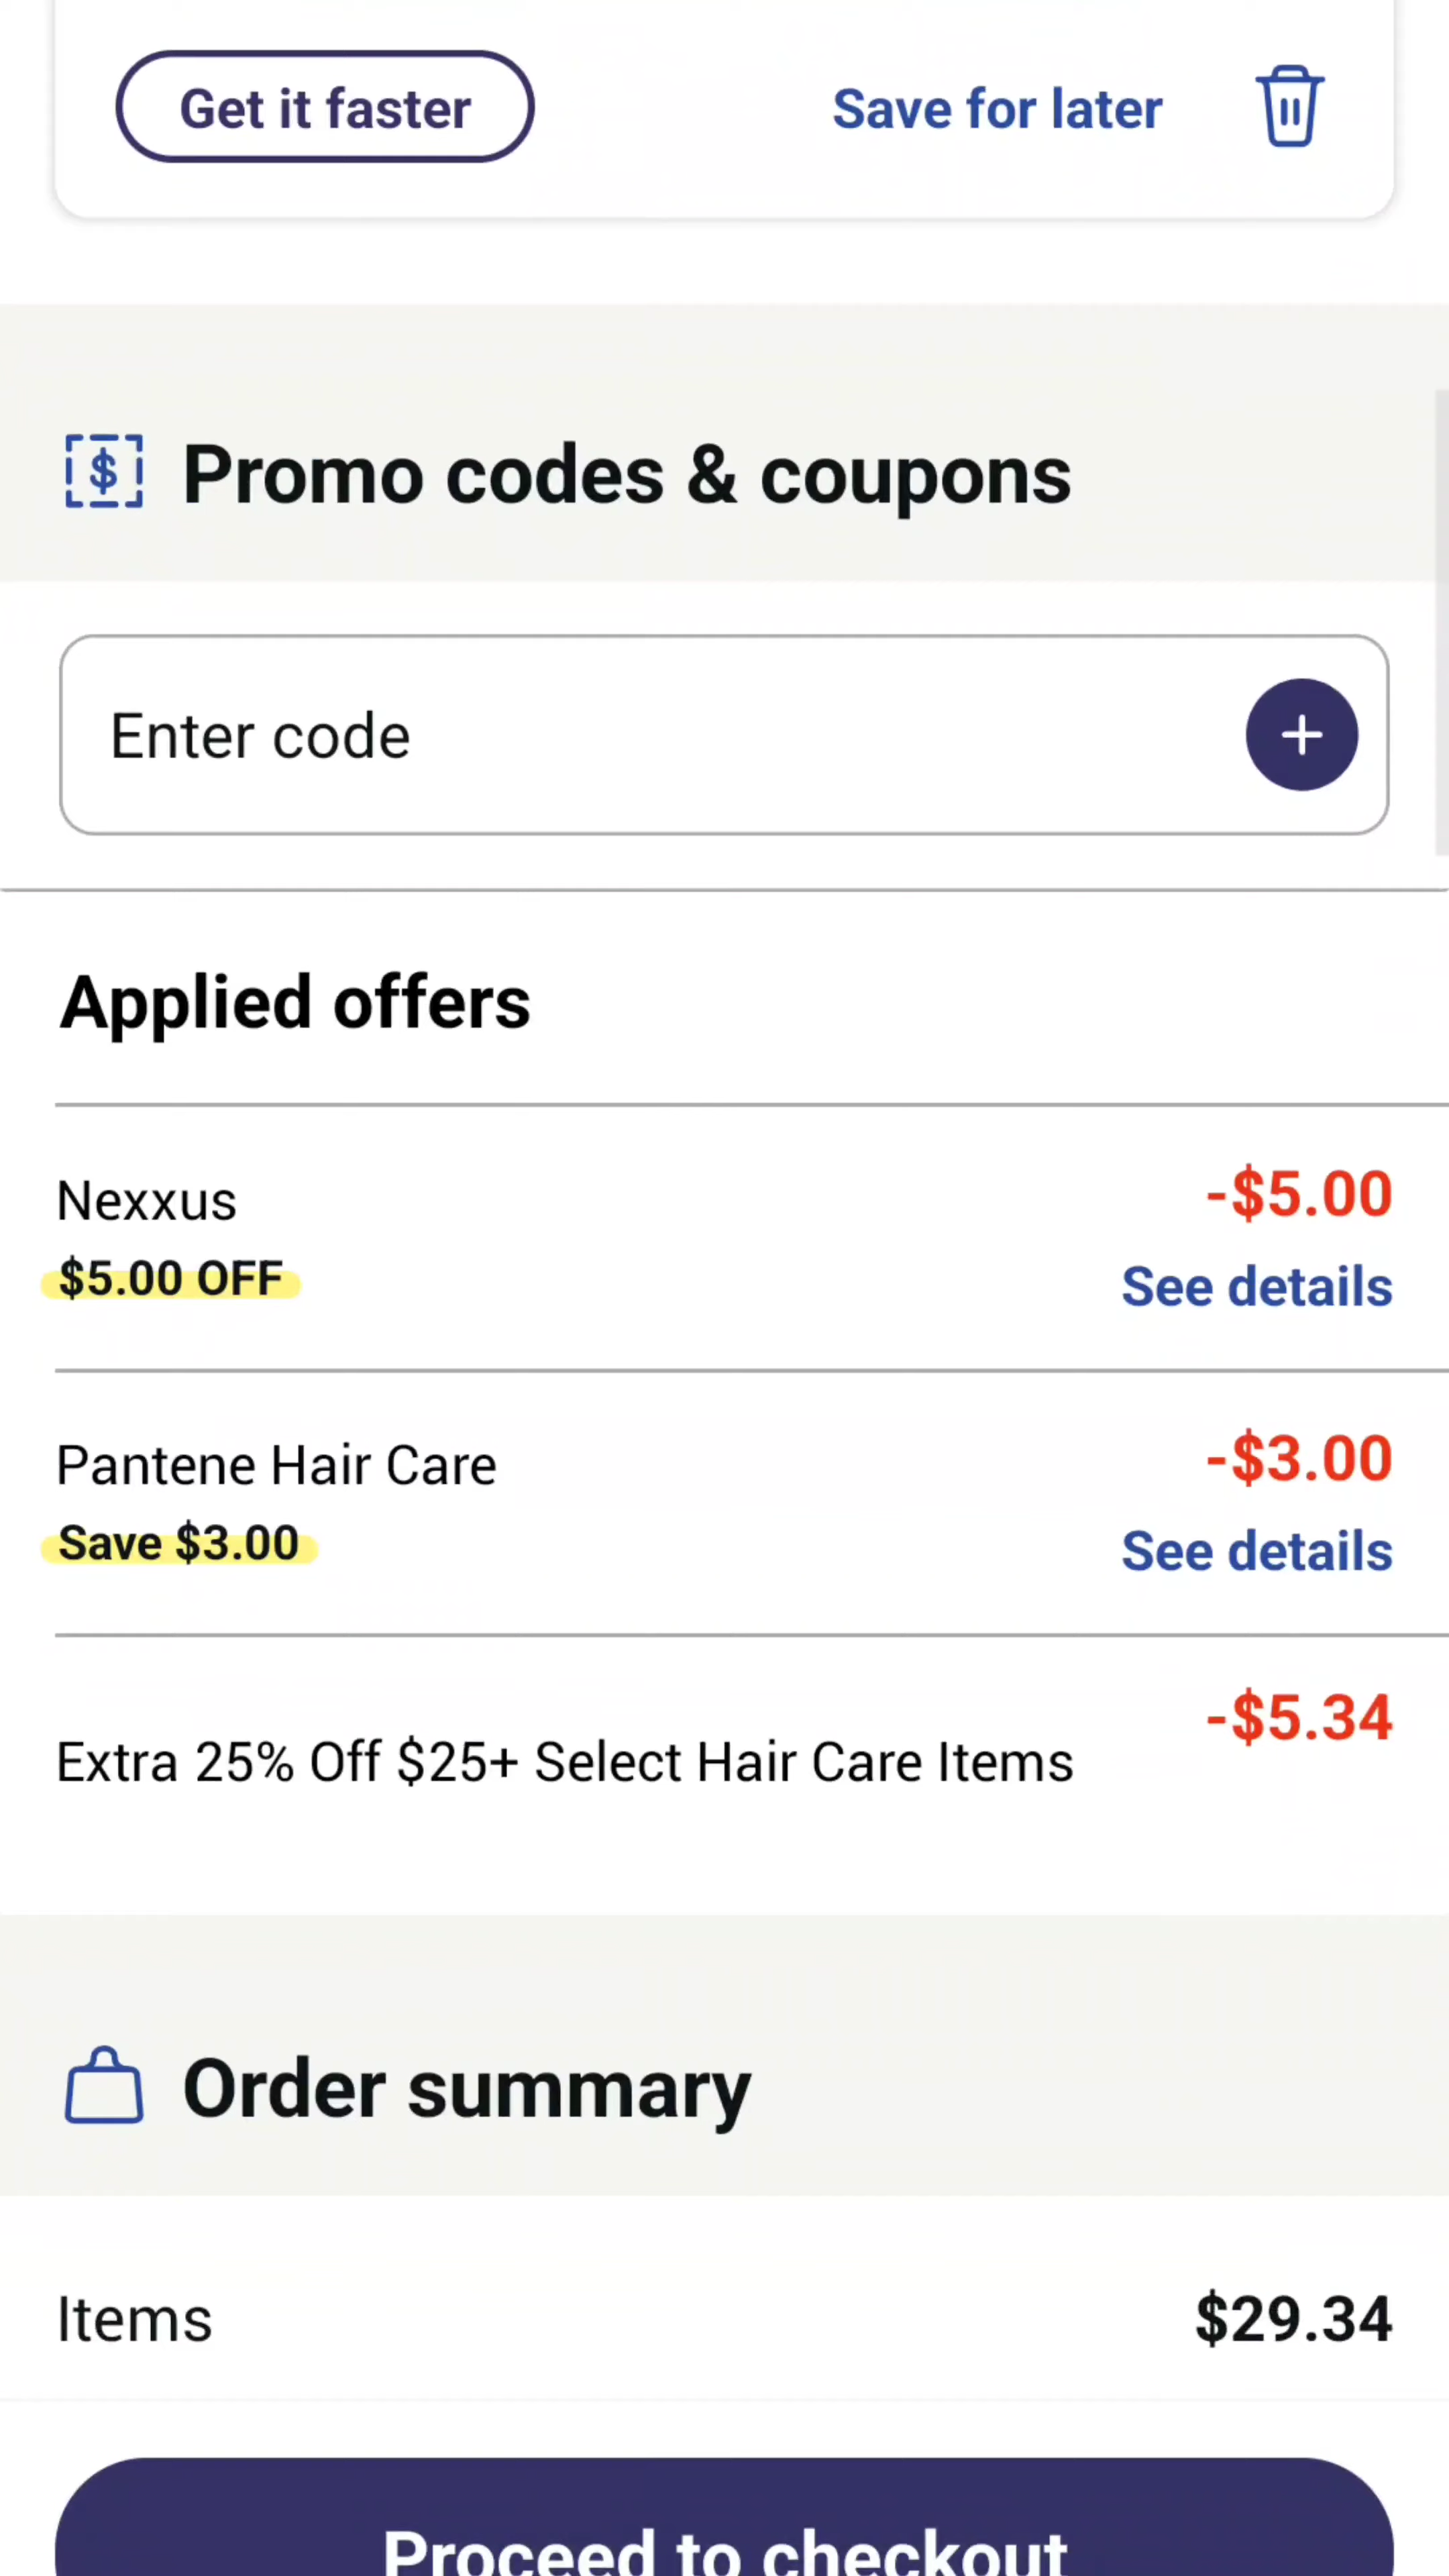 Get it faster
Save for later
$ Promo codes & coupons
Enter code
+
Applied offers
Nexxus
-$5.00
$5.00 OFF
See details
Pantene Hair Care
-$3.00
Save $3.00
See details
-$5.34
Extra 25% Off $25+ Select Hair Care Items
Order summary
Items
$29.34
Proceed to checkout